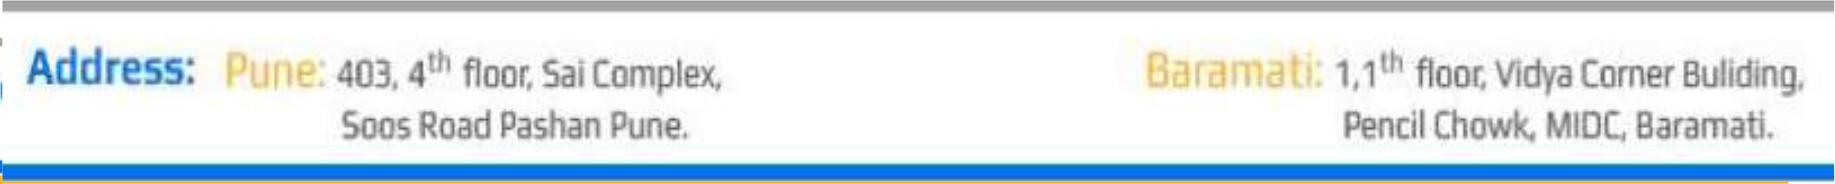 Address: Pune: 403, 4th floor, Sai Complex,
Soos Road Pashan Pune.
Baramati: 1,1th floor, Vidya Corner Buliding,
Pencil Chowk, MIDC, Baramati.